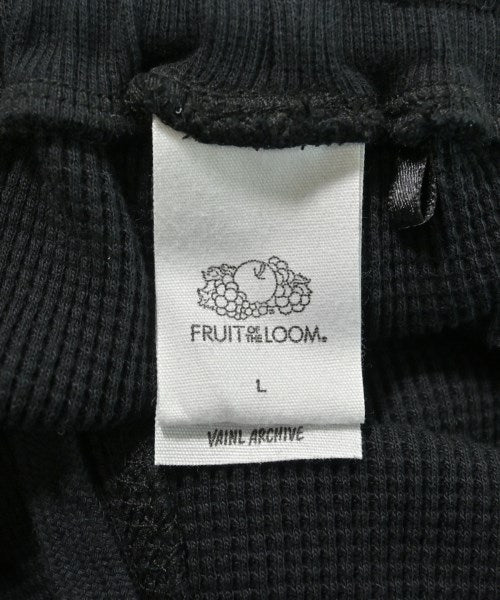 FRUIT OF THE LOOM®
L
VAINL ARCHIVE